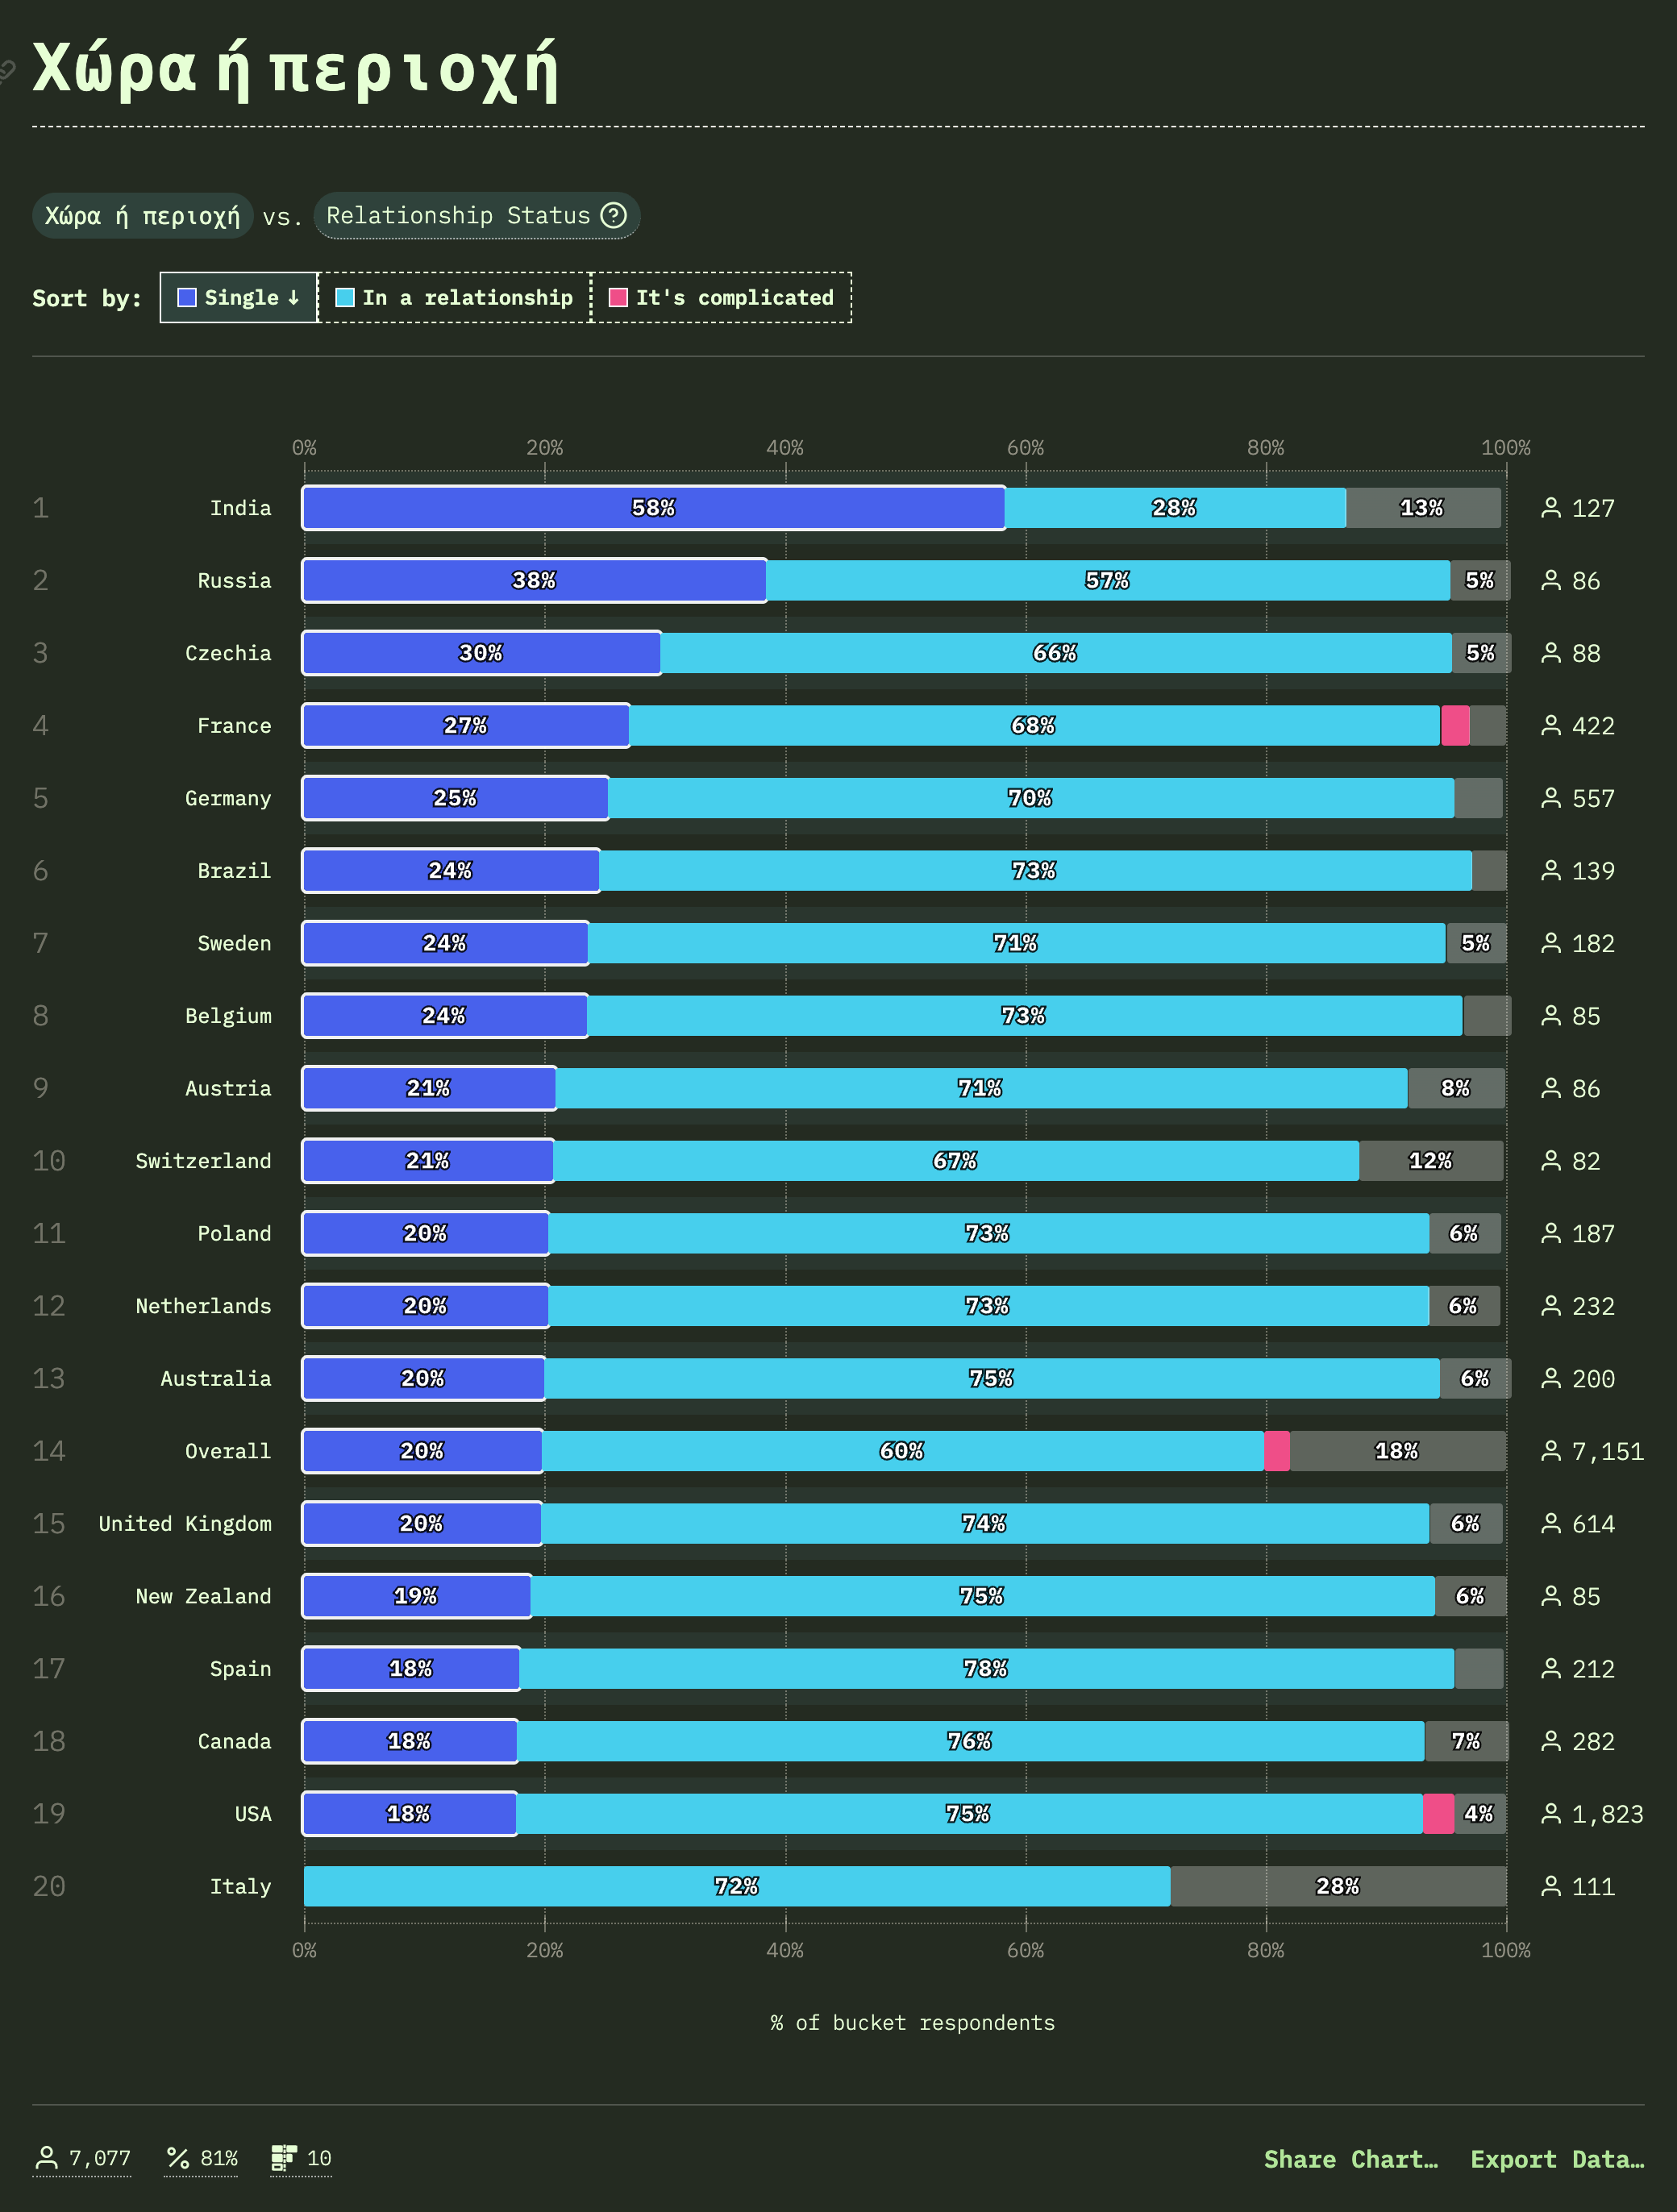 Χώρα ή περιοχή
Χώρα ή περιοχή vs. Relationship Status
Sort by: Single ↓ In a relationship It's complicated
0% 20% 40% 60% 80% 100%
1 India 58% 28% 13% 127
2 Russia 38% 57% 5% 86
3 Czechia 30% 66% 5% 88
4 France 27% 68% 422
5 Germany 25% 70% 557
6 Brazil 24% 73% 139
7 Sweden 24% 71% 5% 182
8 Belgium 24% 73% 85
9 Austria 21% 71% 8% 86
10 Switzerland 21% 67% 12% 82
11 Poland 20% 73% 6% 187
12 Netherlands 20% 73% 6% 232
13 Australia 20% 75% 6% 200
14 Overall 20% 60% 18% 7,151
15 United Kingdom 20% 74% 6% 614
16 New Zealand 19% 75% 6% 85
17 Spain 18% 78% 212
18 Canada 18% 76% 7% 282
19 USA 18% 75% 4% 1,823
20 Italy 72% 28% 111
0% 20% 40% 60% 80% 100%
% of bucket respondents
7,077 81% 10 Share Chart… Export Data…